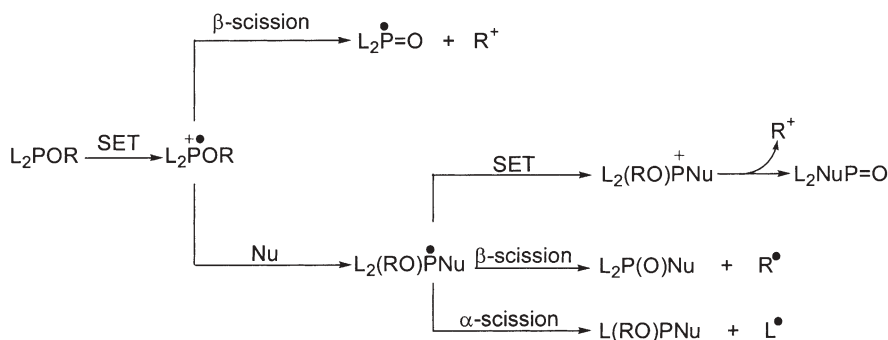 β-scission
L₂P•=O + R⁺
L₂POR SET L₂P⁺•OR
R⁺
SET L₂(RO)P⁺Nu L₂NuP=O
Nu L₂(RO)P•Nu β-scission L₂P(O)Nu + R•
α-scission L(RO)PNu + L•